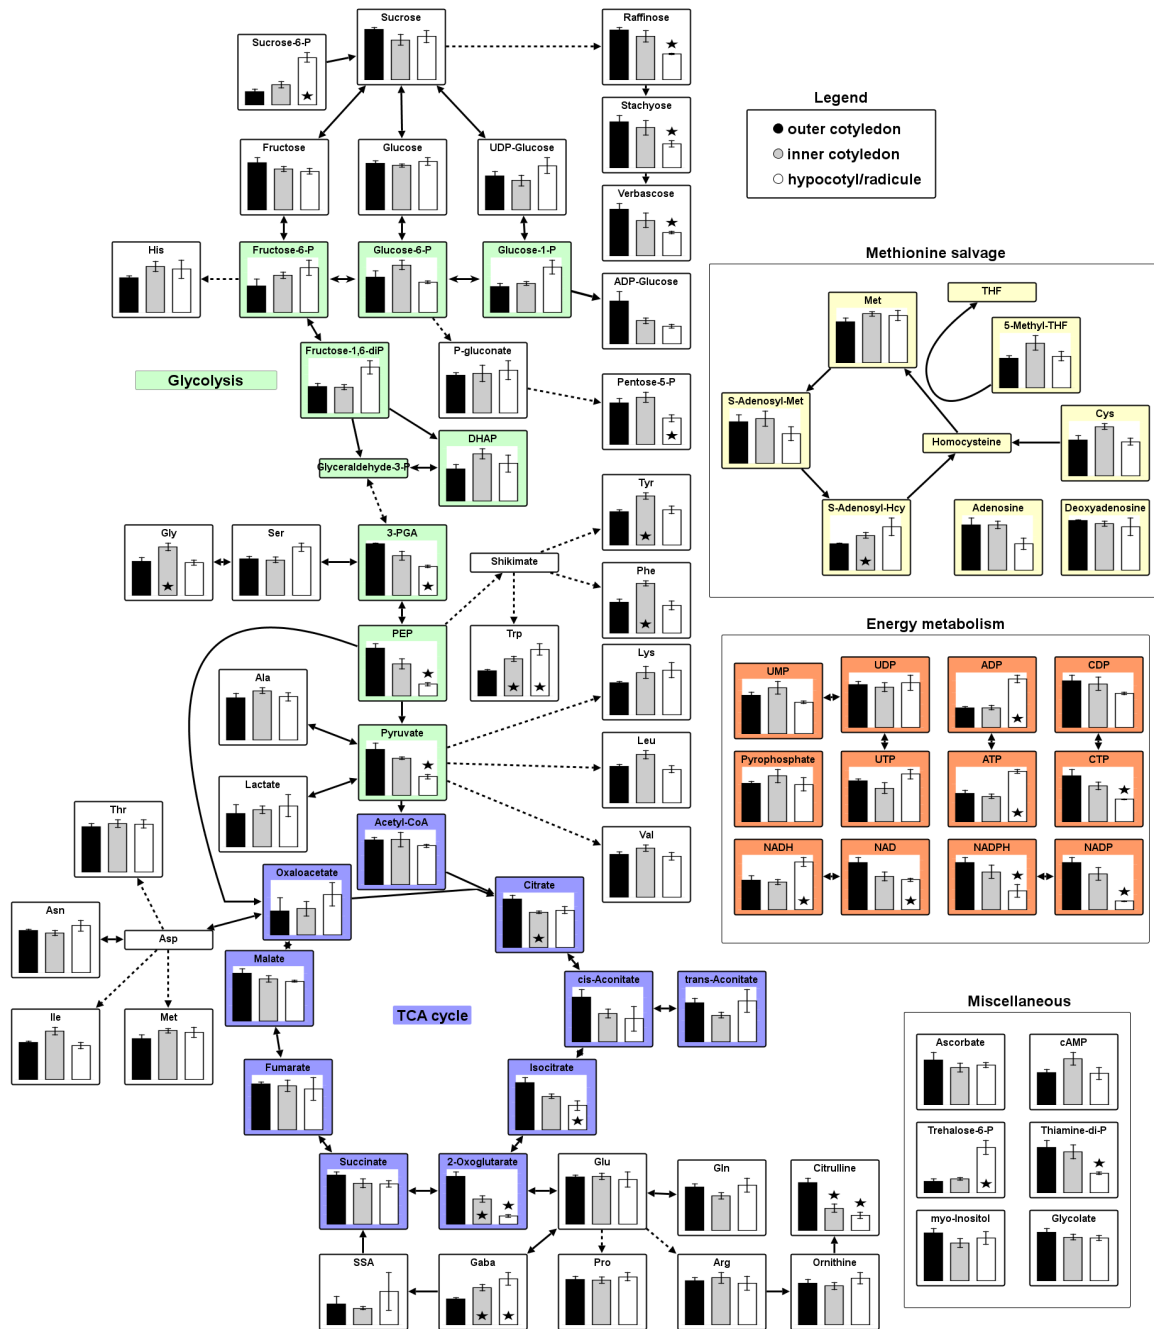 Sucrose
Raffinose
Sucrose-6-P
Legend
outer cotyledon
inner cotyledon
hypocotyl/radicule
Stachyose
Fructose
Glucose
UDP-Glucose
Verbascose
His
Fructose-6-P
Glucose-6-P
Glucose-1-P
ADP-Glucose
Methionine salvage
Met
THF
5-Methyl-THF
Fructose-1,6-diP
P-gluconate
Glycolysis
Pentose-5-P
S-Adenosyl-Met
Cys
Homocysteine
DHAP
Glyceraldehyde-3-P
Tyr
S-Adenosyl-Hcy
Adenosine
Deoxyadenosine
Gly
Ser
3-PGA
Shikimate
Phe
PEP
Trp
Energy metabolism
Lys
UMP
UDP
ADP
CDP
Ala
Pyruvate
Leu
Pyrophosphate
UTP
ATP
CTP
Lactate
Thr
Acetyl-CoA
Val
NADH
NAD
NADPH
NADP
Oxaloacetate
Citrate
Asn
Asp
Malate
cis-Aconitate
trans-Aconitate
TCA cycle
Miscellaneous
Ile
Met
Ascorbate
cAMP
Fumarate
Isocitrate
Trehalose-6-P
Thiamine-di-P
Succinate
2-Oxoglutarate
Glu
Gln
Citrulline
myo-Inositol
Glycolate
SSA
Gaba
Pro
Arg
Ornithine